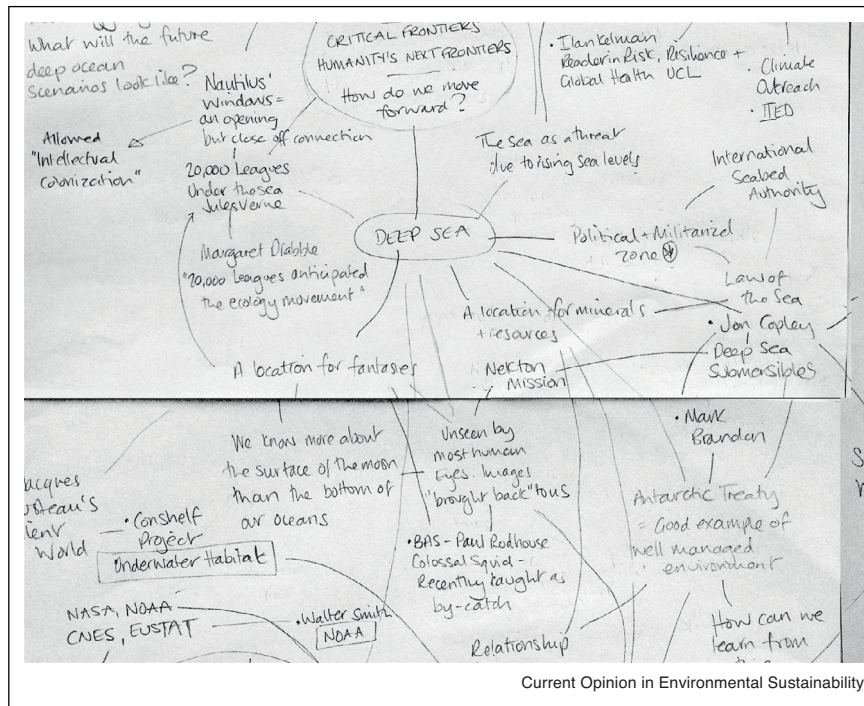 What will the future
deep ocean
scenarios look like?
Nautilus'
windows =
an opening
but close off connection
Allowed
"Intellectual
Colonization"
20,000 Leagues
Under the sea
Jules Verne
Margaret Drabble
"20,000 Leagues anticipated
the ecology movement"
CRITICAL FRONTIERS
HUMANITY'S NEXT FRONTIERS
How do we move
forward?
• Ilan Kelman
Reader in Risk, Resilience +
Global Health UCL
• Climate
Outreach
• IIED
The sea as a threat
due to rising sea levels
International
Seabed
Authority
DEEP SEA
Political + Militarized
zone
Law of
the Sea
A location for minerals
+ resources
• Jon Copley
Deep Sea
Submersibles
Nekton
Mission
A location for fantasies
We know more about
the surface of the moon
than the bottom of
our oceans
Unseen by
most human
Eyes. Images
"brought back" to us
• Mark
Brandon
acques
usteau's
ilent
World
• Conshelf
Project
Underwater Habitat
• BAS - Paul Rodhouse
Colossal Squid -
Recently caught as
by-catch
Antarctic Treaty
= Good example of
well managed
environment
NASA, NOAA
CNES, EUSTAT
• Walter Smith
NOAA
Relationship
How can we
learn from
Current Opinion in Environmental Sustainability